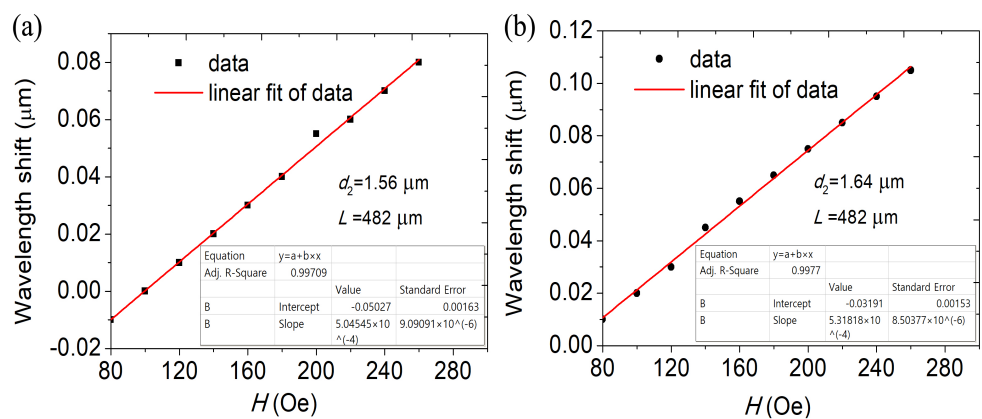 (a)
Wavelength shift (μm)
0.08
0.06
0.04
0.02
0.00
-0.02
data
linear fit of data
d2=1.56 μm
L =482 μm
Equation y=a+b×x
Adj. R-Square 0.99709
Value Standard Error
B Intercept -0.05027 0.00163
B Slope 5.04545×10^(-4) 9.09091×10^(-6)
80 120 160 200 240 280
H (Oe)
(b)
Wavelength shift (μm)
0.12
0.10
0.08
0.06
0.04
0.02
0.00
data
linear fit of data
d2=1.64 μm
L =482 μm
Equation y=a+b×x
Adj. R-Square 0.9977
Value Standard Error
B Intercept -0.03191 0.00153
B Slope 5.31818×10^(-4) 8.50377×10^(-6)
80 120 160 200 240 280
H (Oe)